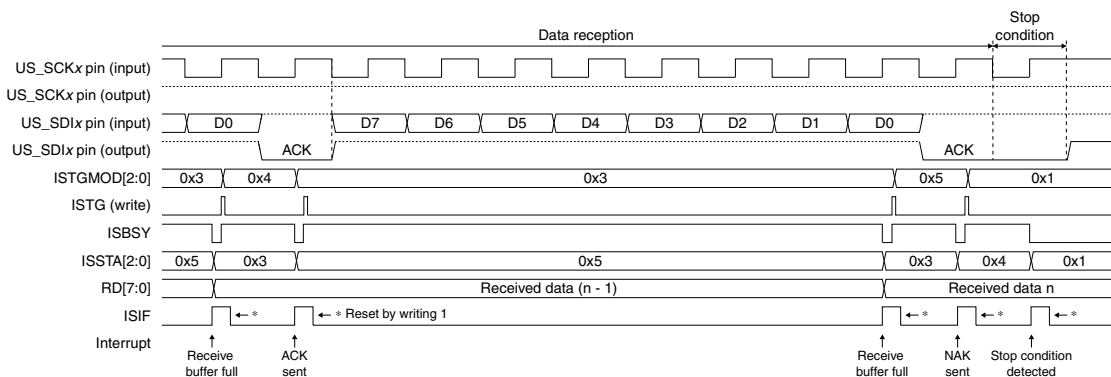 Stop
condition
Data reception
US_SCKx pin (input)
US_SCKx pin (output)
US_SDIx pin (input) D0 D7 D6 D5 D4 D3 D2 D1 D0
US_SDIx pin (output) ACK ACK
ISTGMOD[2:0] 0x3 0x4 0x3 0x5 0x1
ISTG (write)
ISBSY
ISSTA[2:0] 0x5 0x3 0x5 0x3 0x4 0x1
RD[7:0] Received data (n - 1) Received data n
ISIF * * Reset by writing 1 * * *
Interrupt
Receive buffer full
ACK sent
Receive buffer full
NAK sent
Stop condition detected